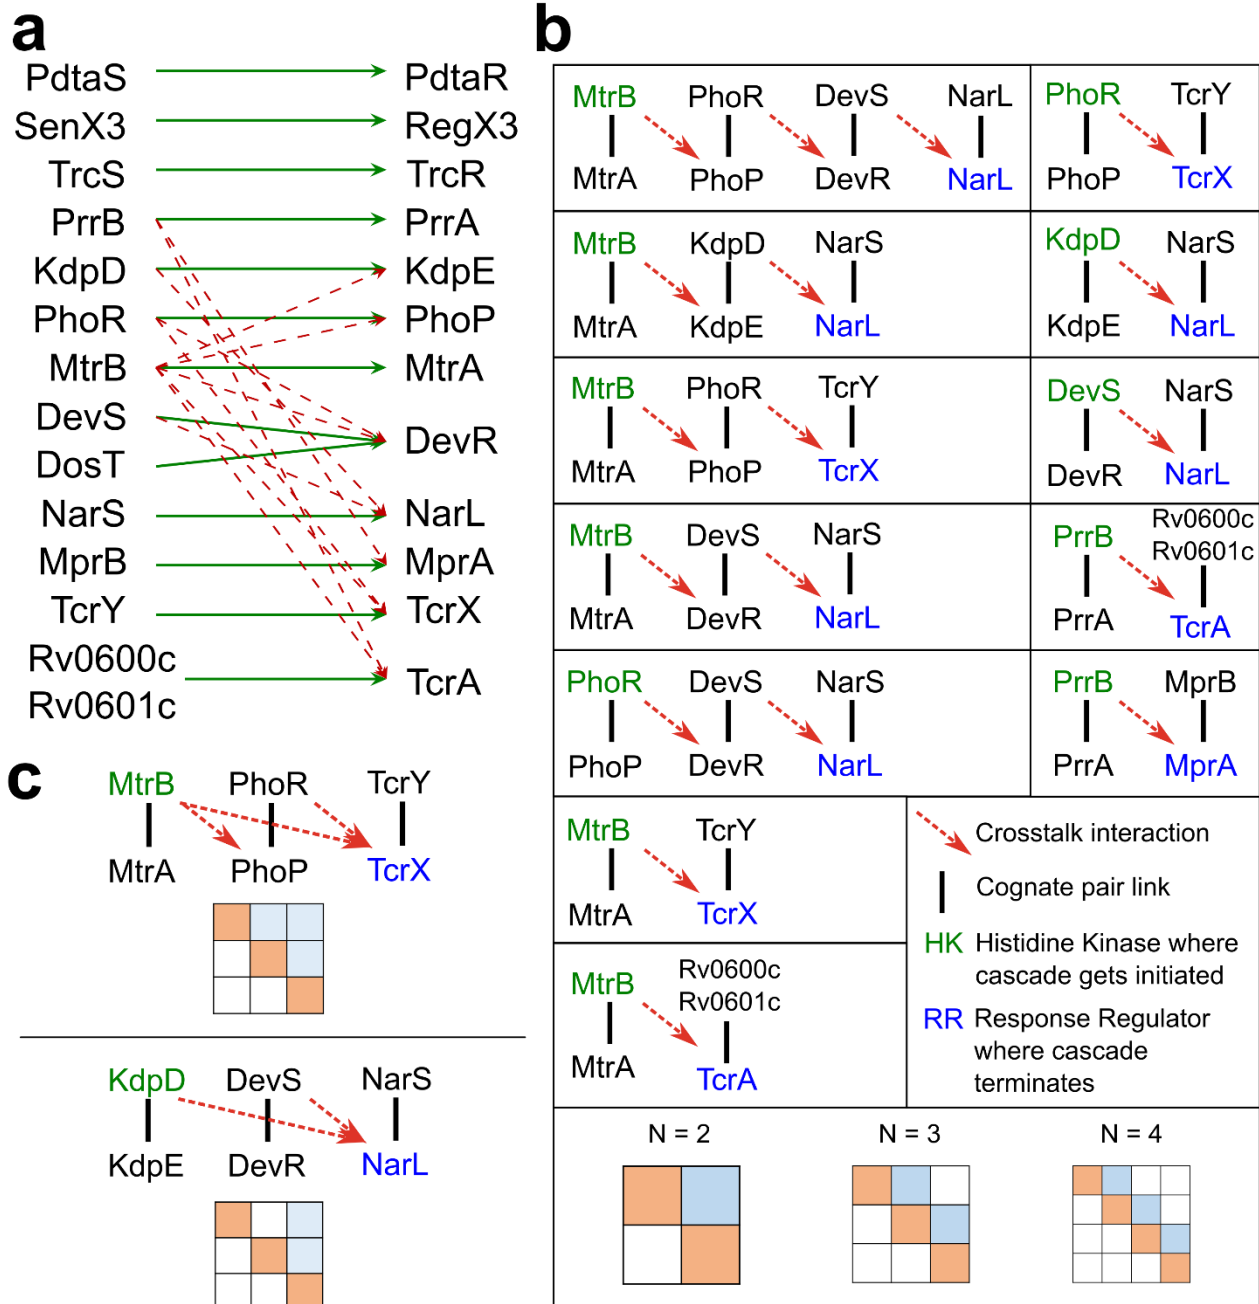 a
PdtaS PdtaR
SenX3 RegX3
TrcS TrcR
PrrB PrrA
KdpD KdpE
PhoR PhoP
MtrB MtrA
DevS
DevR
DosT
NarS NarL
MprB MprA
TcrY TcrX
Rv0600c
TcrA
Rv0601c
b
MtrB PhoR DevS NarL
MtrA PhoP DevR NarL
PhoR TcrY
PhoP TcrX
MtrB KdpD NarS
MtrA KdpE NarL
KdpD NarS
KdpE NarL
MtrB PhoR TcrY
MtrA PhoP TcrX
DevS NarS
DevR NarL
MtrB DevS NarS
MtrA DevR NarL
Rv0600c
PrrB Rv0601c
PrrA TcrA
PhoR DevS NarS
PhoP DevR NarL
PrrB MprB
PrrA MprA
MtrB TcrY
MtrA TcrX
Rv0600c
MtrB Rv0601c
MtrA TcrA
Crosstalk interaction
Cognate pair link
HK Histidine Kinase where
cascade gets initiated
RR Response Regulator
where cascade
terminates
N = 2 N = 3 N = 4
c
MtrB PhoR TcrY
MtrA PhoP TcrX
KdpD DevS NarS
KdpE DevR NarL